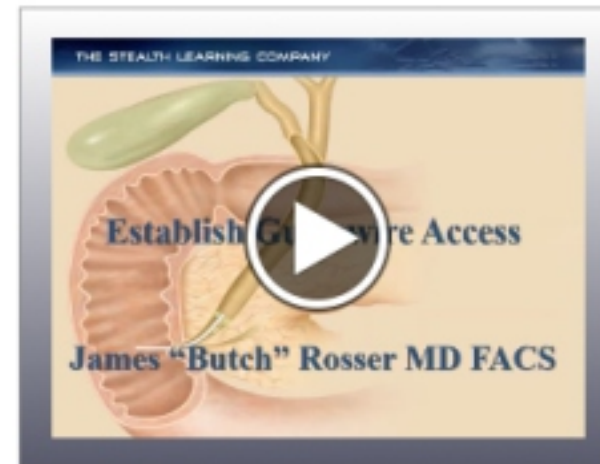 THE STEALTH LEARNING COMPANY
Establish Access
James “Butch” Rosser MD FACS